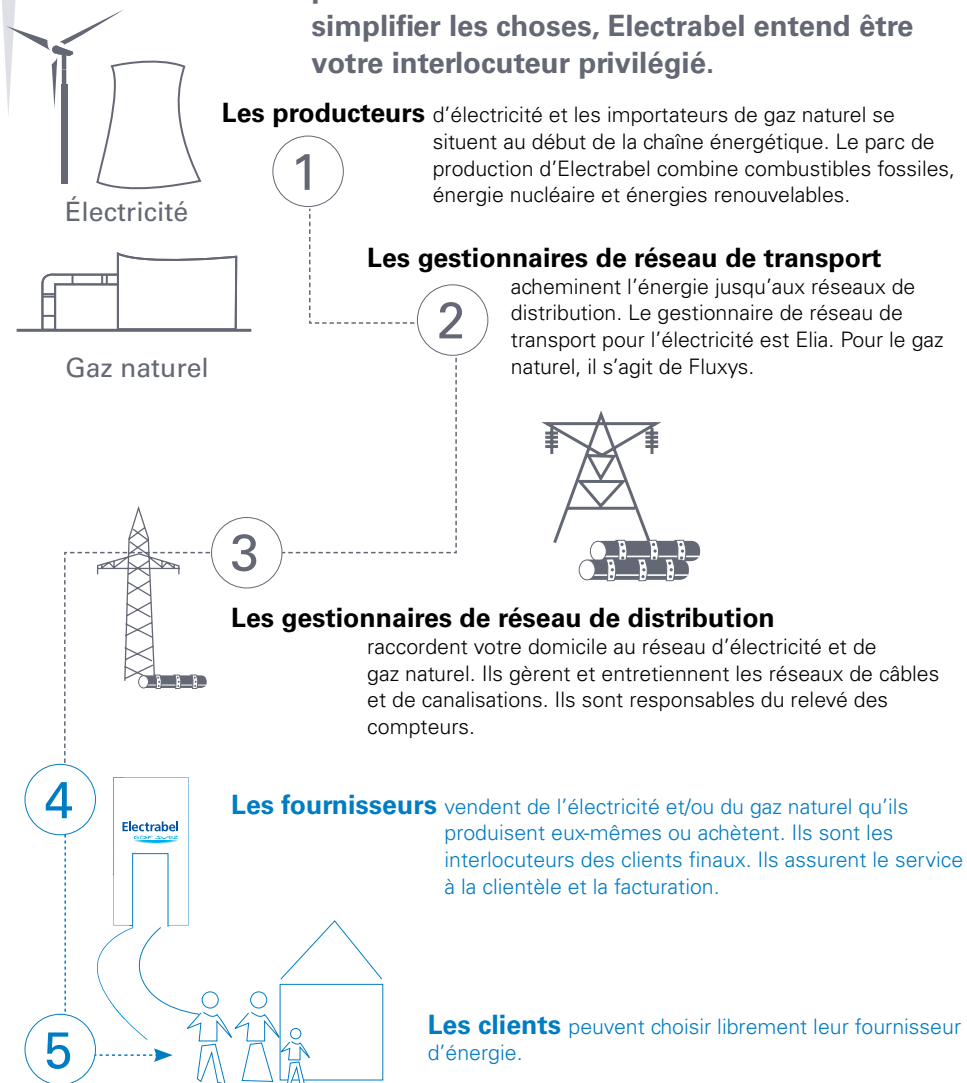 simplifier les choses, Electrabel entend être
votre interlocuteur privilégié.
Les producteurs d’électricité et les importateurs de gaz naturel se
situent au début de la chaîne énergétique. Le parc de
production d’Electrabel combine combustibles fossiles,
énergie nucléaire et énergies renouvelables.
1
Électricité
Les gestionnaires de réseau de transport
acheminent l’énergie jusqu’aux réseaux de
distribution. Le gestionnaire de réseau de
transport pour l’électricité est Elia. Pour le gaz
naturel, il s’agit de Fluxys.
2
Gaz naturel
3
Les gestionnaires de réseau de distribution
raccordent votre domicile au réseau d’électricité et de
gaz naturel. Ils gèrent et entretiennent les réseaux de câbles
et de canalisations. Ils sont responsables du relevé des
compteurs.
4
Electrabel
GDF SUEZ
Les fournisseurs vendent de l’électricité et/ou du gaz naturel qu’ils
produisent eux-mêmes ou achètent. Ils sont les
interlocuteurs des clients finaux. Ils assurent le service
à la clientèle et la facturation.
5
Les clients peuvent choisir librement leur fournisseur
d’énergie.